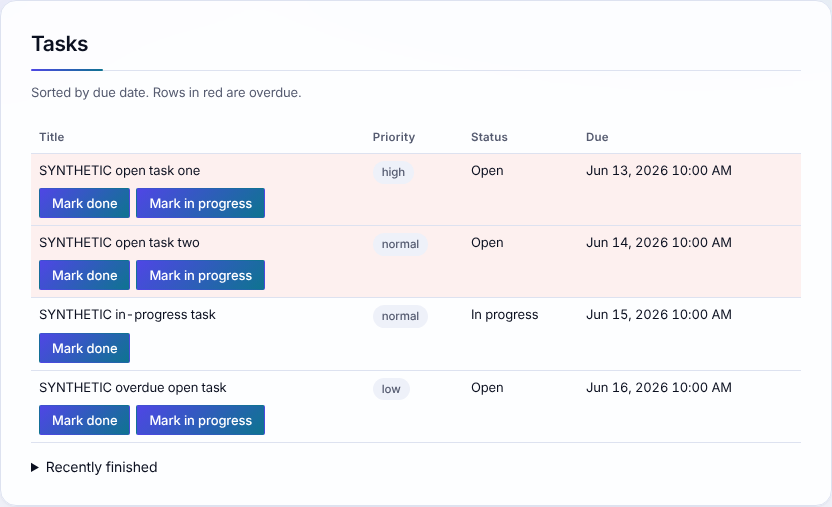 Tasks
Sorted by due date. Rows in red are overdue.
Title Priority Status Due
SYNTHETIC open task one high Open Jun 13, 2026 10:00 AM
Mark done Mark in progress
SYNTHETIC open task two normal Open Jun 14, 2026 10:00 AM
Mark done Mark in progress
SYNTHETIC in-progress task normal In progress Jun 15, 2026 10:00 AM
Mark done
SYNTHETIC overdue open task low Open Jun 16, 2026 10:00 AM
Mark done Mark in progress
Recently finished